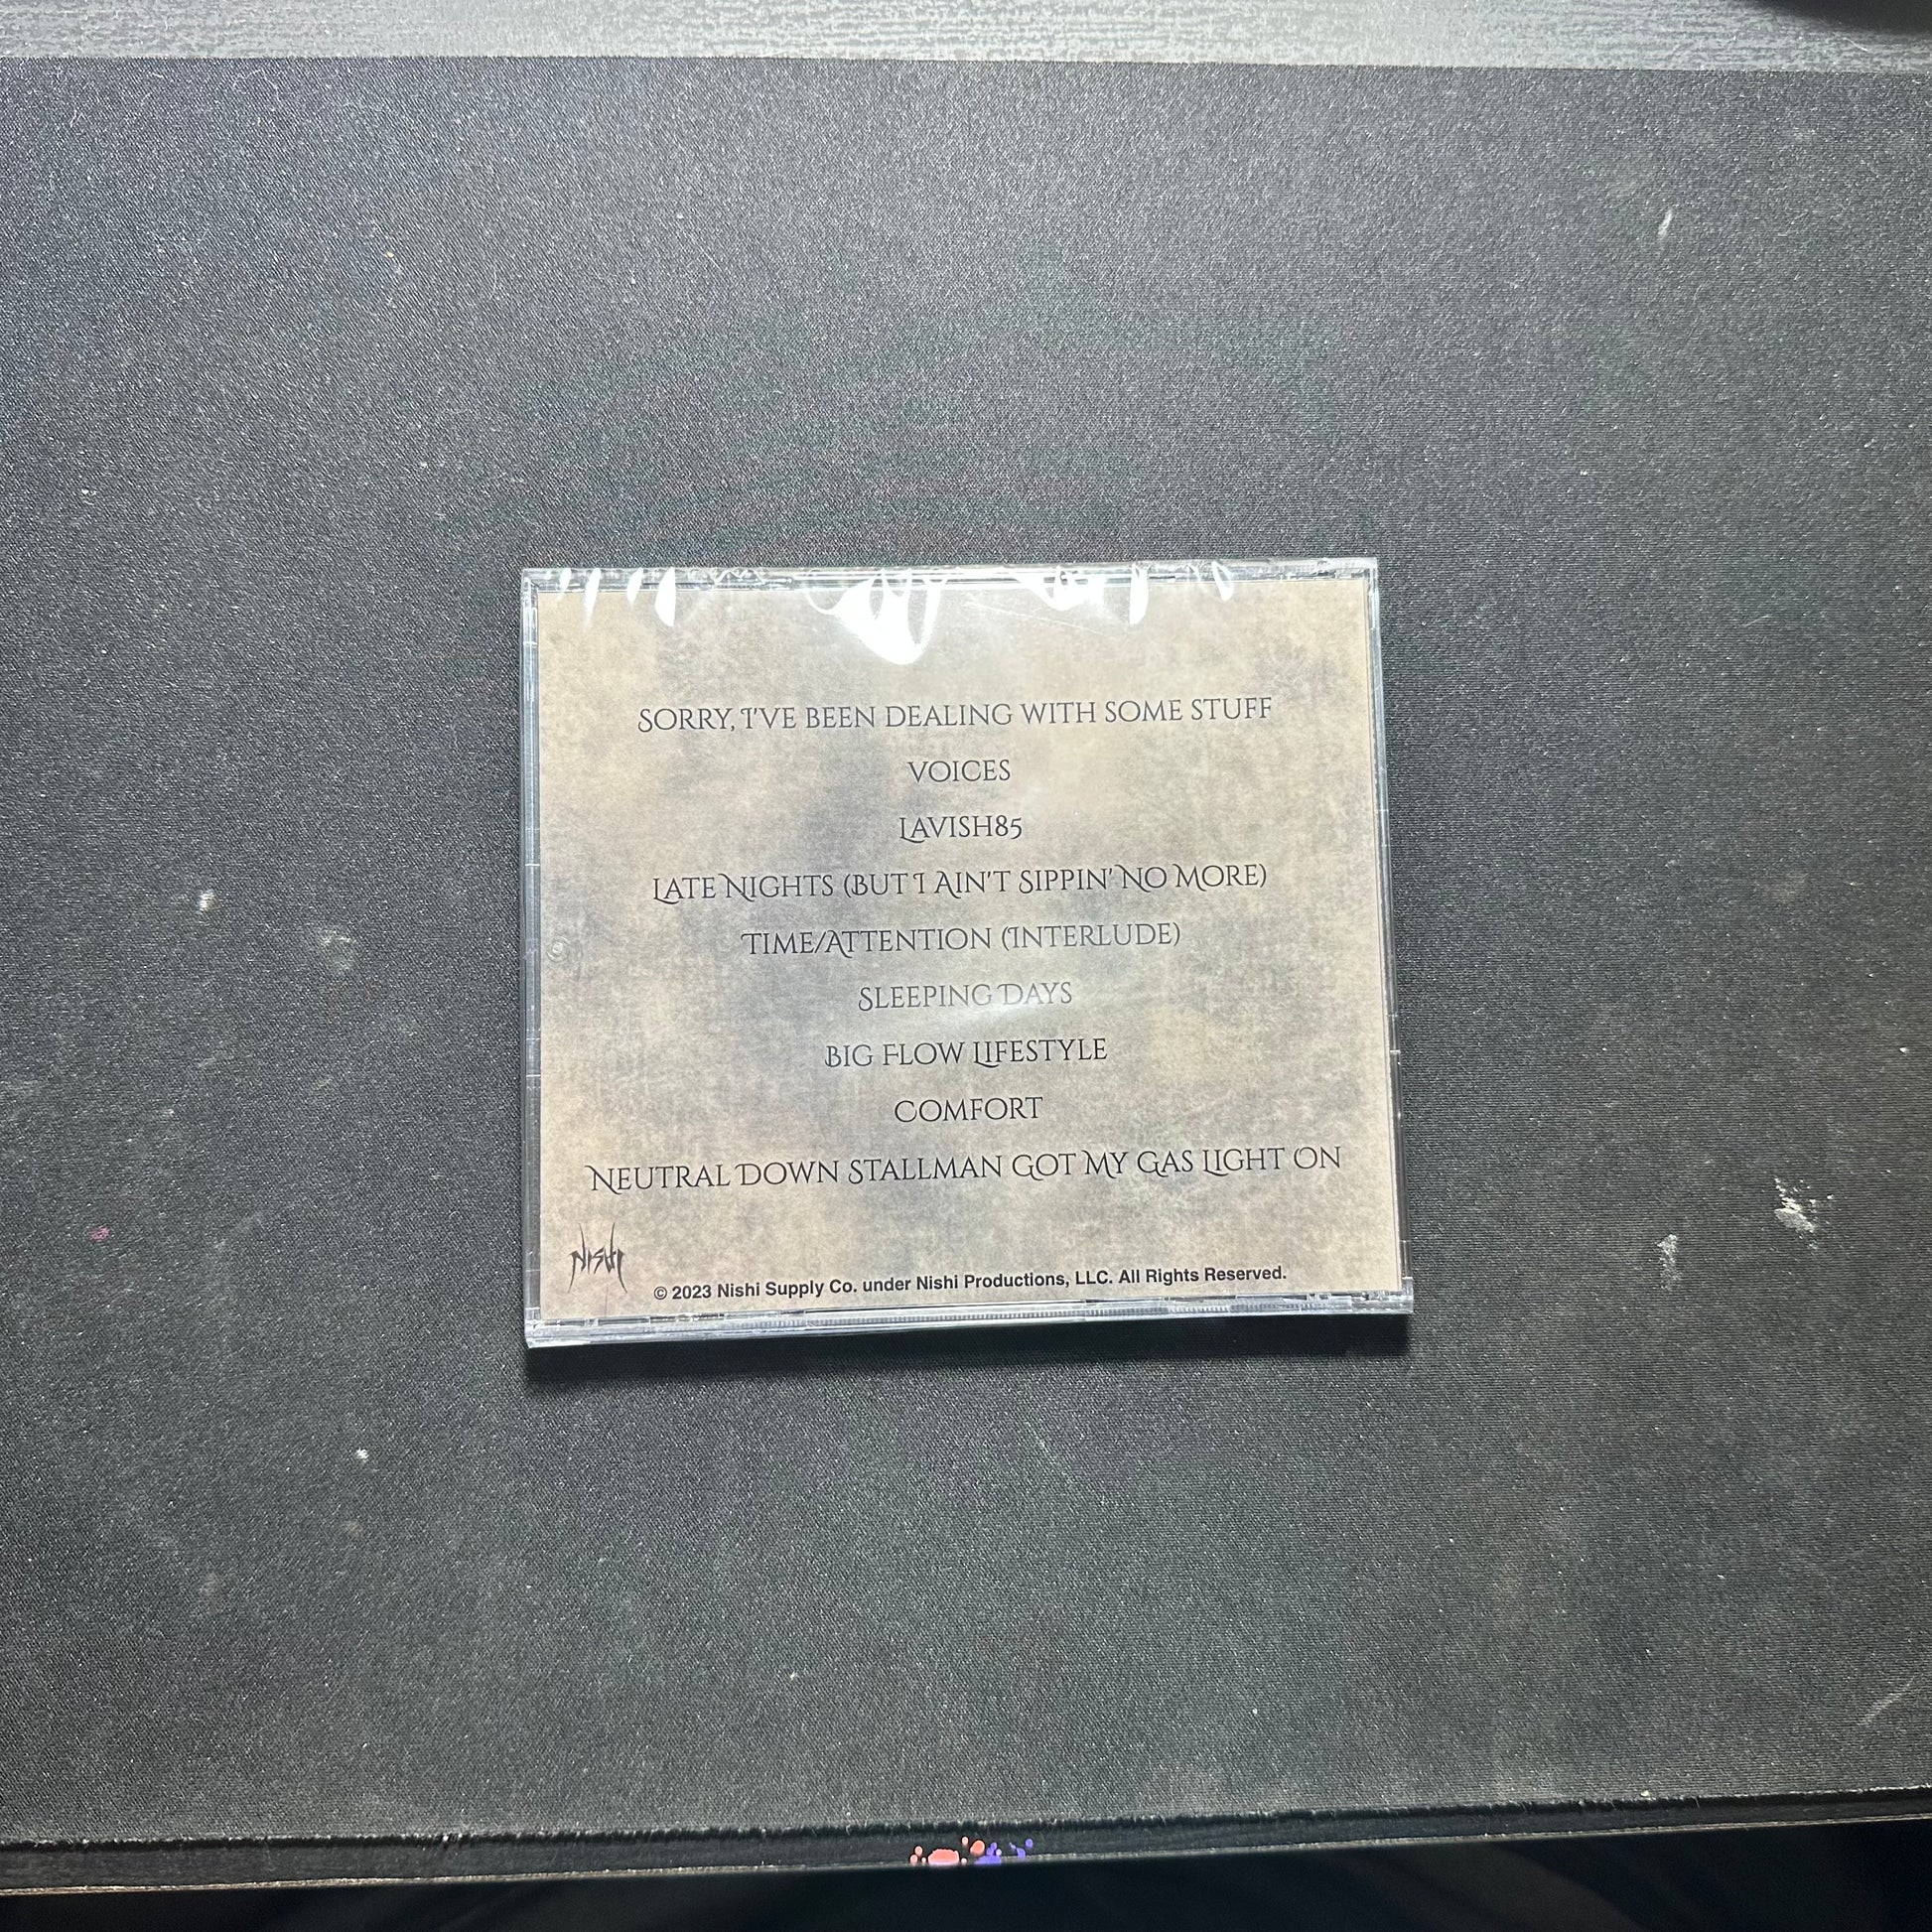 SORRY, I'VE BEEN DEALING WITH SOME STUFF
VOICES
LAVISH85
LATE NIGHTS (BUT I AIN'T SIPPIN' NO MORE)
TIME/ATTENTION (INTERLUDE)
SLEEPING DAYS
BIG FLOW LIFESTYLE
COMFORT
NEUTRAL DOWN STALLMAN GOT MY GAS LIGHT ON
NISHI
© 2023 Nishi Supply Co. under Nishi Productions, LLC. All Rights Reserved.